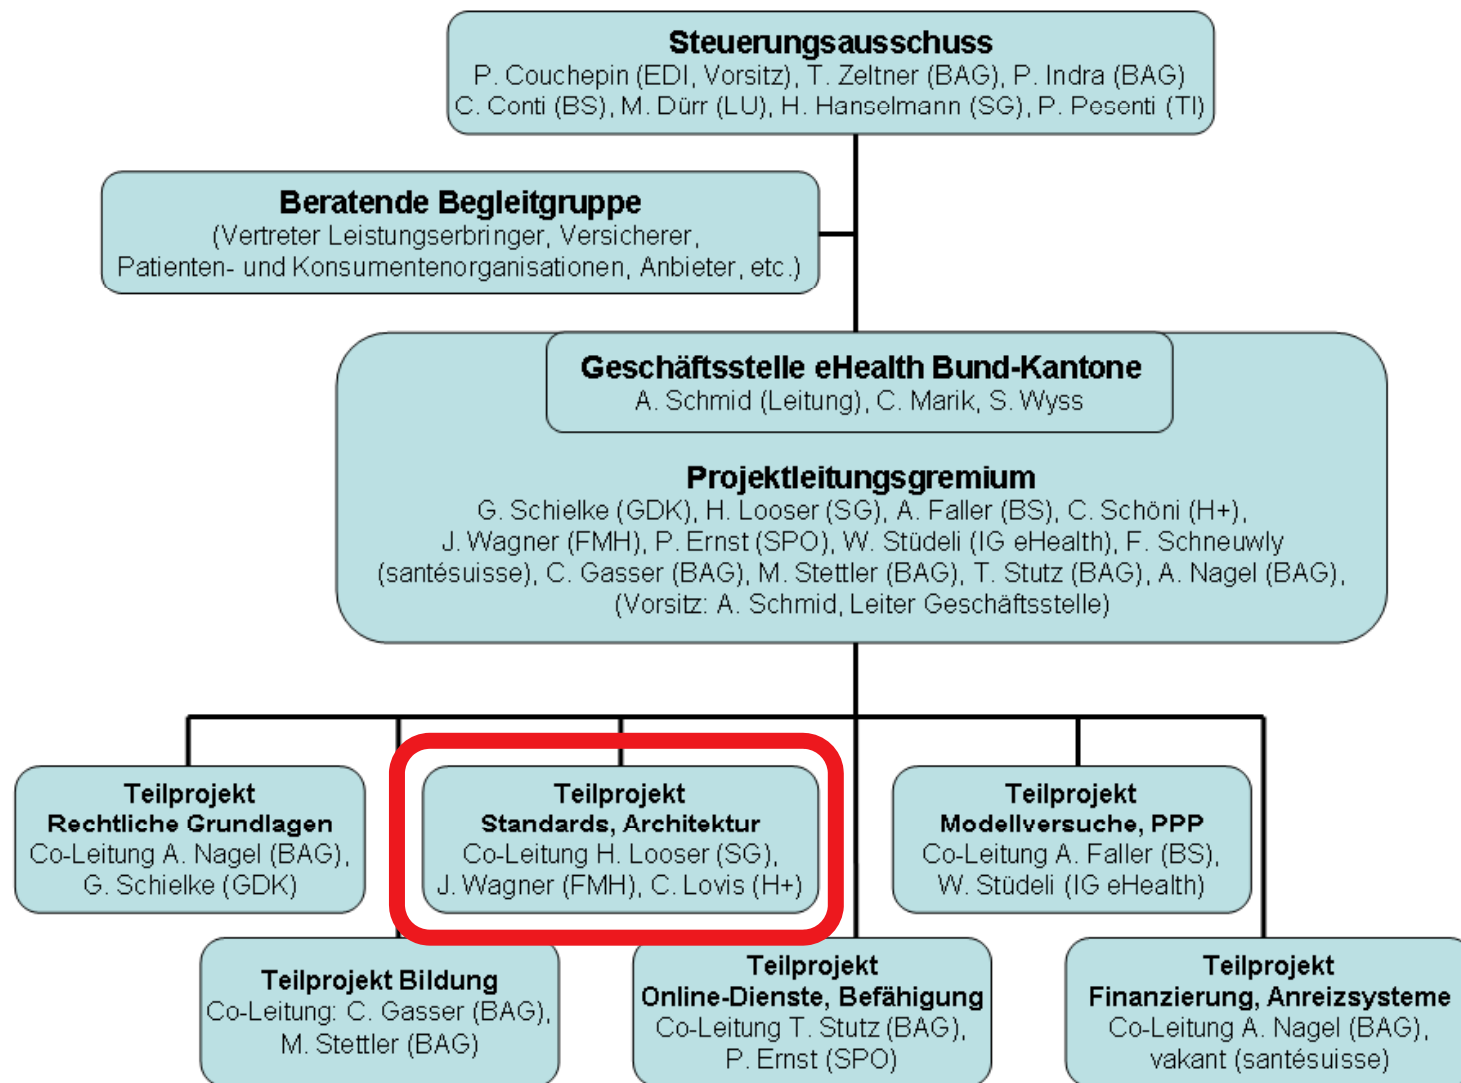 Steuerungsausschuss
P. Couchepin (EDI, Vorsitz), T. Zeltner (BAG), P. Indra (BAG)
C. Conti (BS), M. Dürr (LU), H. Hanselmann (SG), P. Pesenti (TI)
Beratende Begleitgruppe
(Vertreter Leistungserbringer, Versicherer,
Patienten- und Konsumentenorganisationen, Anbieter, etc.)
Geschäftsstelle eHealth Bund-Kantone
A. Schmid (Leitung), C. Marik, S. Wyss
Projektleitungsgremium
G. Schielke (GDK), H. Looser (SG), A. Faller (BS), C. Schöni (H+),
J. Wagner (FMH), P. Ernst (SPO), W. Stüdeli (IG eHealth), F. Schneuwly
(santésuisse), C. Gasser (BAG), M. Stettler (BAG), T. Stutz (BAG), A. Nagel (BAG),
(Vorsitz: A. Schmid, Leiter Geschäftsstelle)
Teilprojekt
Rechtliche Grundlagen
Co-Leitung A. Nagel (BAG),
G. Schielke (GDK)
Teilprojekt
Standards, Architektur
Co-Leitung H. Looser (SG),
J. Wagner (FMH), C. Lovis (H+)
Teilprojekt
Modellversuche, PPP
Co-Leitung A. Faller (BS),
W. Stüdeli (IG eHealth)
Teilprojekt Bildung
Co-Leitung: C. Gasser (BAG),
M. Stettler (BAG)
Teilprojekt
Online-Dienste, Befähigung
Co-Leitung T. Stutz (BAG),
P. Ernst (SPO)
Teilprojekt
Finanzierung, Anreizsysteme
Co-Leitung A. Nagel (BAG),
vakant (santésuisse)